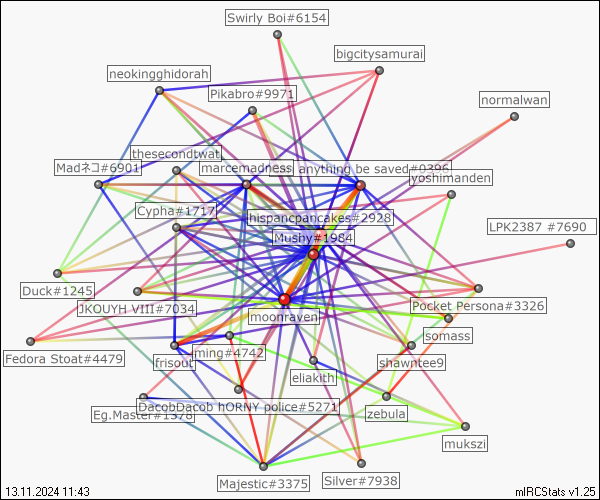 Swirly Boi#6154
bigcitysamurai
neokingghidorah
Pikabro#9971
normalwan
thesecondtwat
Madネコ#6901
marcemadness
anything be saved#0396
yoshimanden
Cypha#1717
hispancpancakes#2928
LPK2387 #7690
Mushy#1984
Duck#1245
JKOUYH VIII#7034
moonraven
Pocket Persona#3326
somass
Fedora Stoat#4479
frisout
ming#4742
shawntee9
eliakith
DacobDacob hORNY police#5271
Eg.Master#1378
zebula
mukszi
Majestic#3375
Silver#7938
13.11.2024 11:43
mIRCStats v1.25